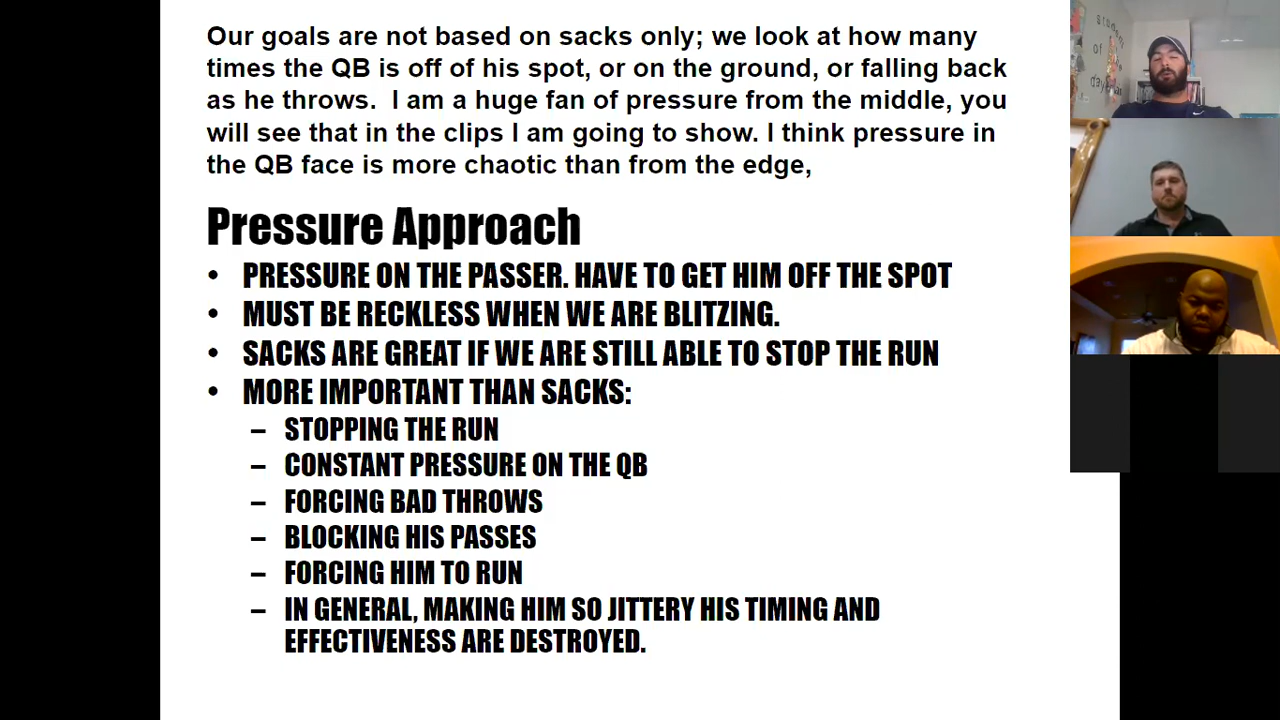 Our goals are not based on sacks only; we look at how many
times the QB is off of his spot, or on the ground, or falling back
as he throws.  I am a huge fan of pressure from the middle, you
will see that in the clips I am going to show. I think pressure in
the QB face is more chaotic than from the edge,
Pressure Approach
• PRESSURE ON THE PASSER. HAVE TO GET HIM OFF THE SPOT
• MUST BE RECKLESS WHEN WE ARE BLITZING.
• SACKS ARE GREAT IF WE ARE STILL ABLE TO STOP THE RUN
• MORE IMPORTANT THAN SACKS:
– STOPPING THE RUN
– CONSTANT PRESSURE ON THE QB
– FORCING BAD THROWS
– BLOCKING HIS PASSES
– FORCING HIM TO RUN
– IN GENERAL, MAKING HIM SO JITTERY HIS TIMING AND
EFFECTIVENESS ARE DESTROYED.
student
of